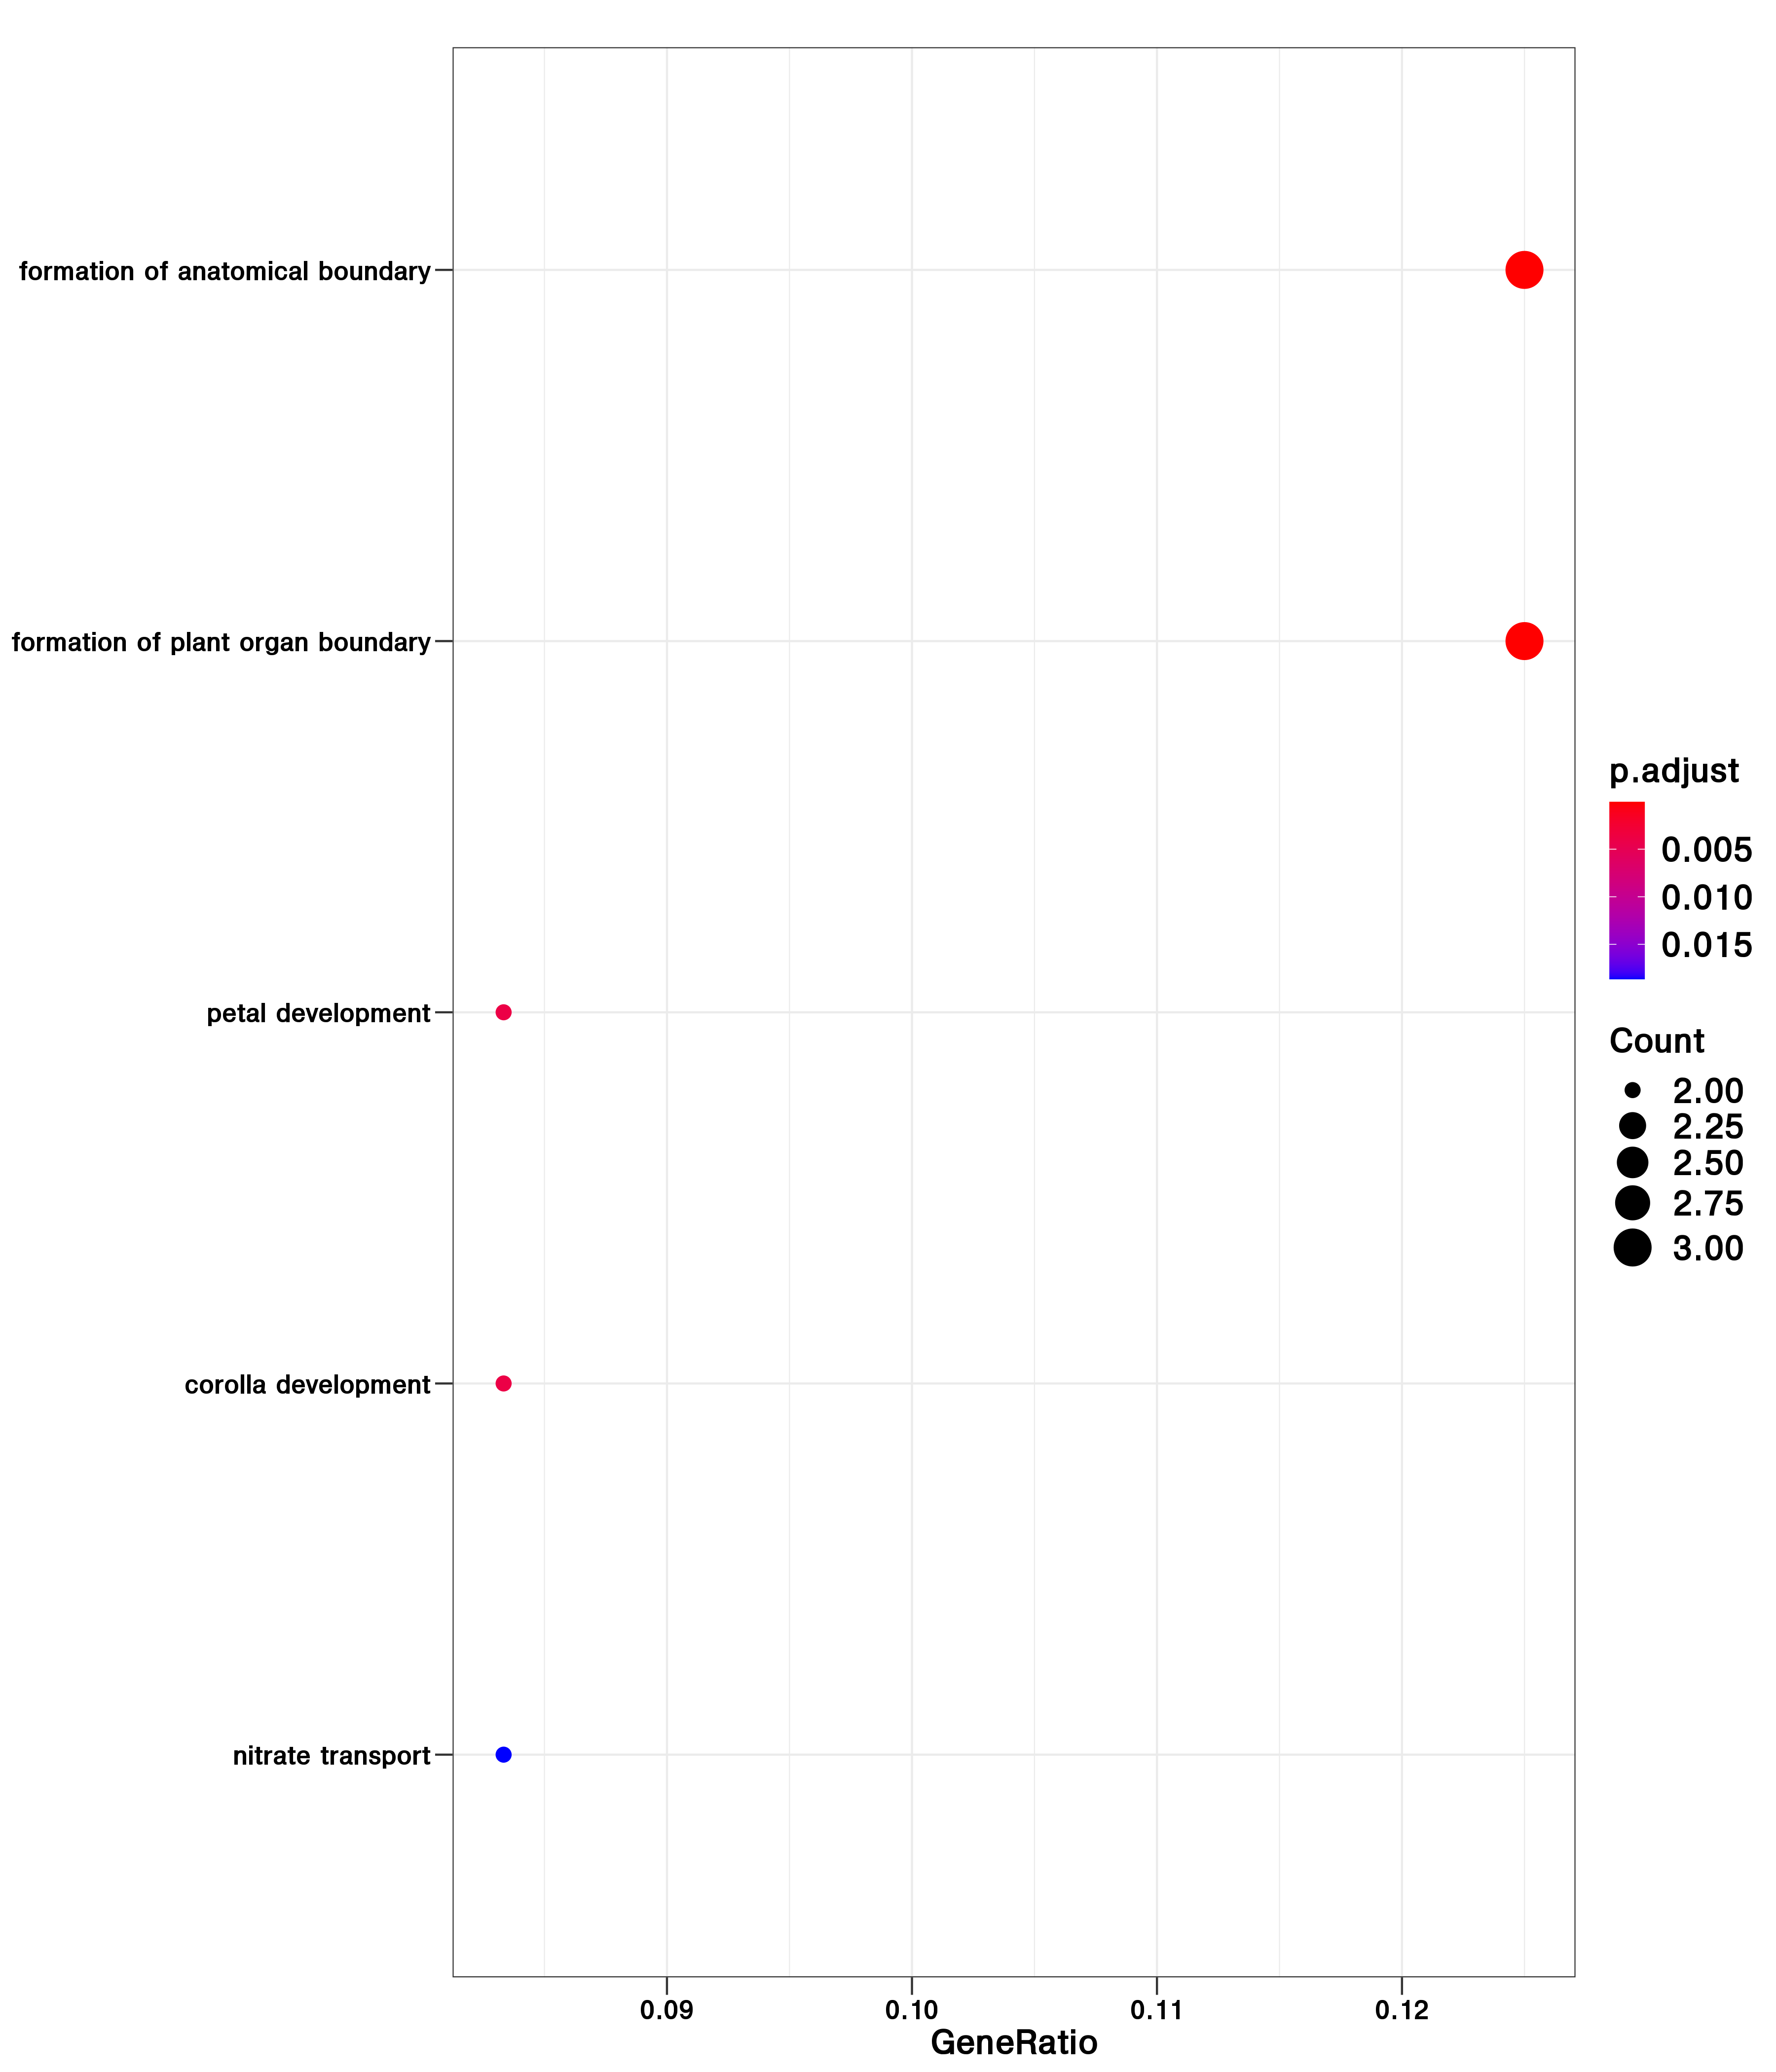 formation of anatomical boundary
formation of plant organ boundary
petal development
corolla development
nitrate transport
0.09
0.10
0.11
0.12
GeneRatio
p.adjust
0.005
0.010
0.015
Count
2.00
2.25
2.50
2.75
3.00